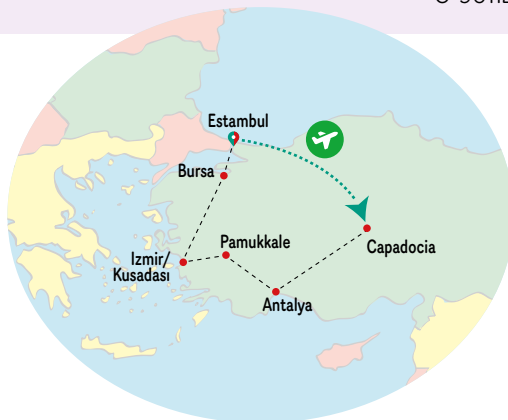 Estambul
Bursa
Pamukkale
Izmir/
Kusadası
Capadocia
Antalya